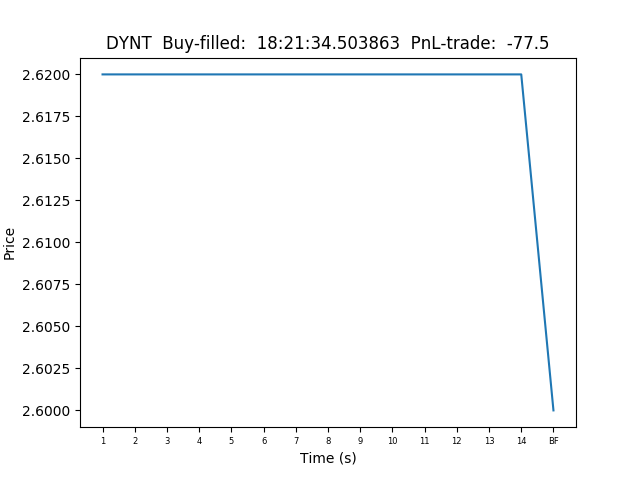 DYNT  Buy-filled:  18:21:34.503863  PnL-trade:  -77.5
2.6200
2.6175
2.6150
2.6125
2.6100
2.6075
2.6050
2.6025
2.6000
Price
1 2 3 4 5 6 7 8 9 10 11 12 13 14 BF
Time (s)